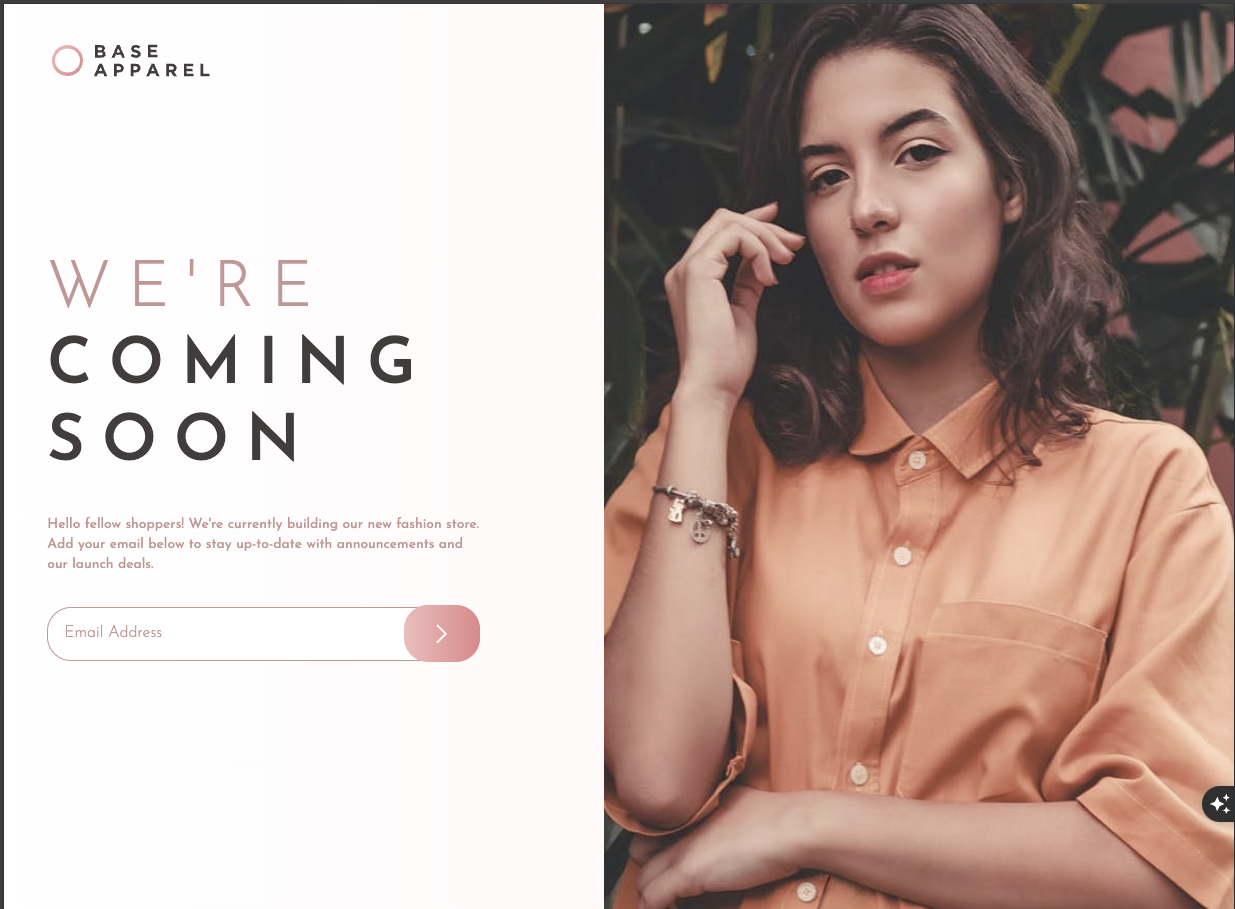 BASE
APPAREL
WE'RE
COMING
SOON
Hello fellow shoppers! We're currently building our new fashion store.
Add your email below to stay up-to-date with announcements and
our launch deals.
Email Address